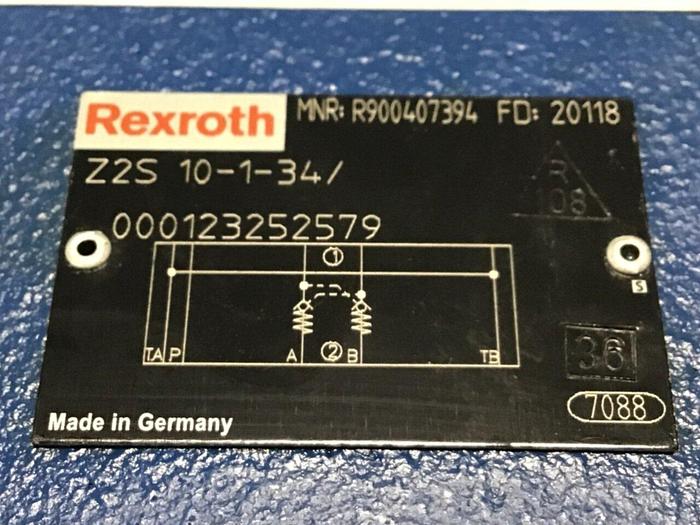 Rexroth
MNR: R900407394 FD: 20118
Z2S 10-1-34/
R
108
000123252579
1
S
TA P A 2 B TB
36
7088
Made in Germany